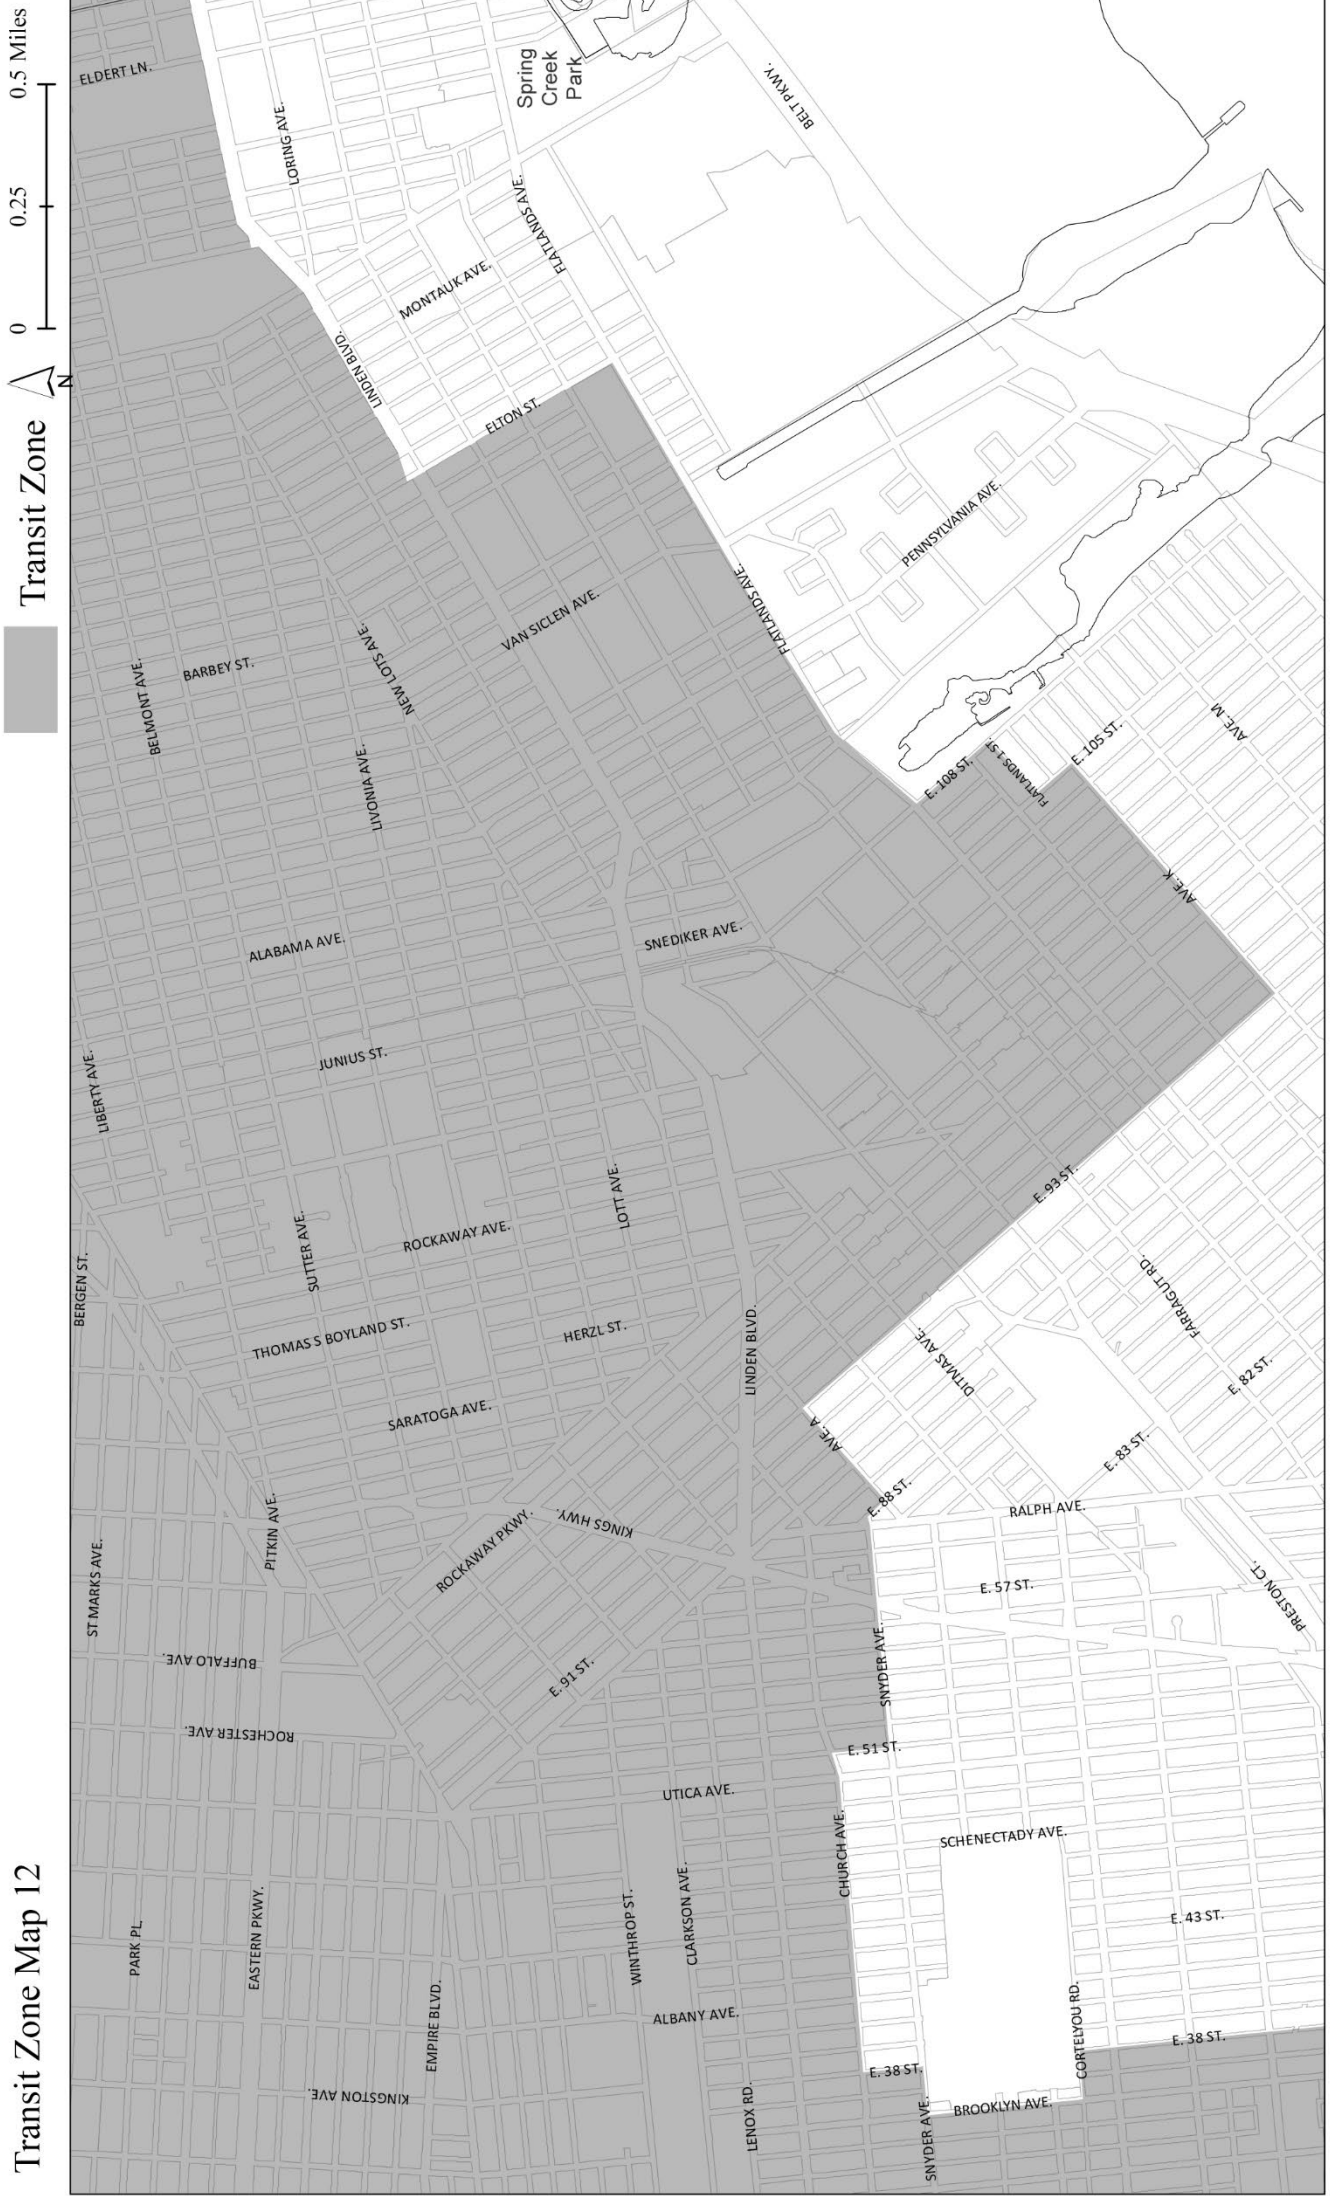 Transit Zone Map 12
Transit Zone
N
0
0.25
0.5 Miles
ELDERT LN.
LORING AVE.
Spring
Creek
Park
BELT PKWY.
FLATLANDS AVE.
MONTAUK AVE.
LINDEN BLVD.
ELTON ST.
PENNSYLVANIA AVE.
FLATLANDS AVE.
VAN SICLEN AVE.
NEW LOTS AVE.
BARBEY ST.
BELMONT AVE.
LIVONIA AVE.
E. 108 ST.
FLATLANDS 1 ST.
E. 105 ST.
AVE. M
AVE. K
SNEDIKER AVE.
ALABAMA AVE.
JUNIUS ST.
LIBERTY AVE.
LOTT AVE.
E. 93 ST.
ROCKAWAY AVE.
SUTTER AVE.
BERGEN ST.
THOMAS S BOYLAND ST.
HERZL ST.
LINDEN BLVD.
FARRAGUT RD.
DITMAS AVE.
E. 82 ST.
SARATOGA AVE.
AVE. A
E. 83 ST.
E. 88 ST.
RALPH AVE.
PITKIN AVE.
KINGS HWY.
ROCKAWAY PKWY.
ST MARKS AVE.
E. 57 ST.
PRESTON CT.
BUFFALO AVE.
E. 91 ST.
SNYDER AVE.
ROCHESTER AVE.
E. 51 ST.
UTICA AVE.
CHURCH AVE.
SCHENECTADY AVE.
PARK PL.
EASTERN PKWY.
WINTHROP ST.
CLARKSON AVE.
E. 43 ST.
EMPIRE BLVD.
ALBANY AVE.
CORTELYOU RD.
E. 38 ST.
E. 38 ST.
KINGSTON AVE.
LENOX RD.
SNYDER AVE.
BROOKLYN AVE.